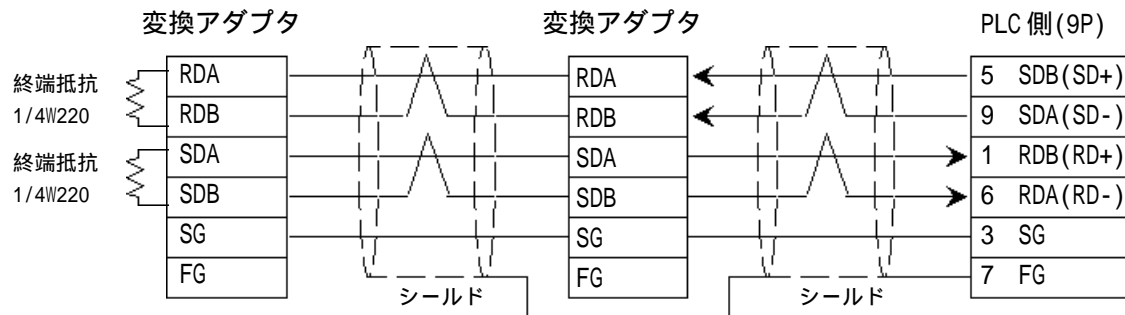 変換アダプタ 変換アダプタ PLC側(9P)
終端抵抗 RDA RDA 5 SDB(SD+)
1/4W220 RDB RDB 9 SDA(SD-)
終端抵抗 SDA SDA 1 RDB(RD+)
1/4W220 SDB SDB 6 RDA(RD-)
SG SG 3 SG
FG FG 7 FG
シールド シールド